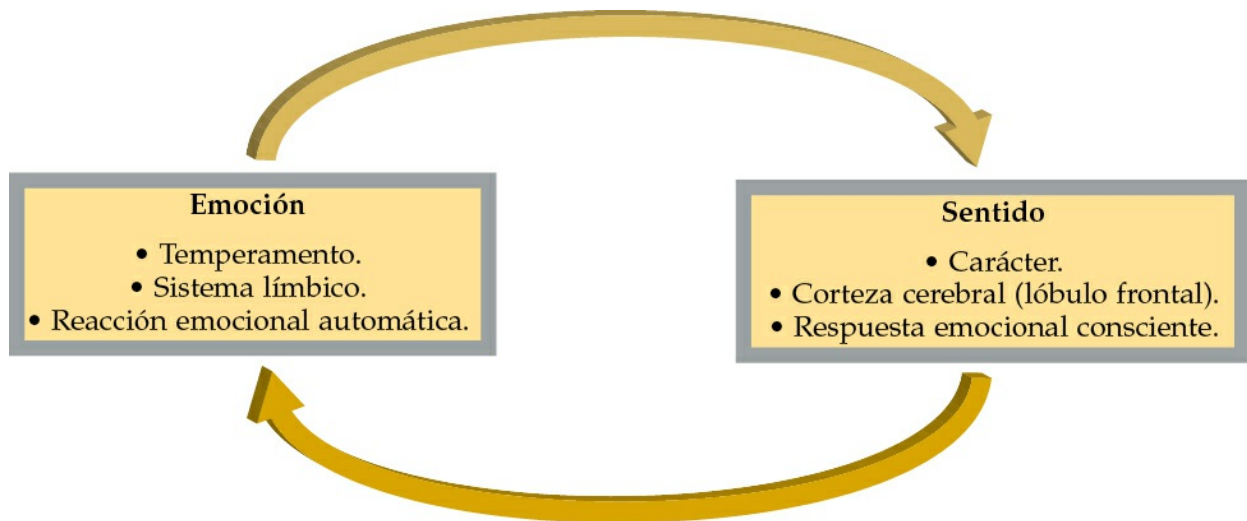 Emoción
• Temperamento.
• Sistema límbico.
• Reacción emocional automática.
Sentido
• Carácter.
• Corteza cerebral (lóbulo frontal).
• Respuesta emocional consciente.